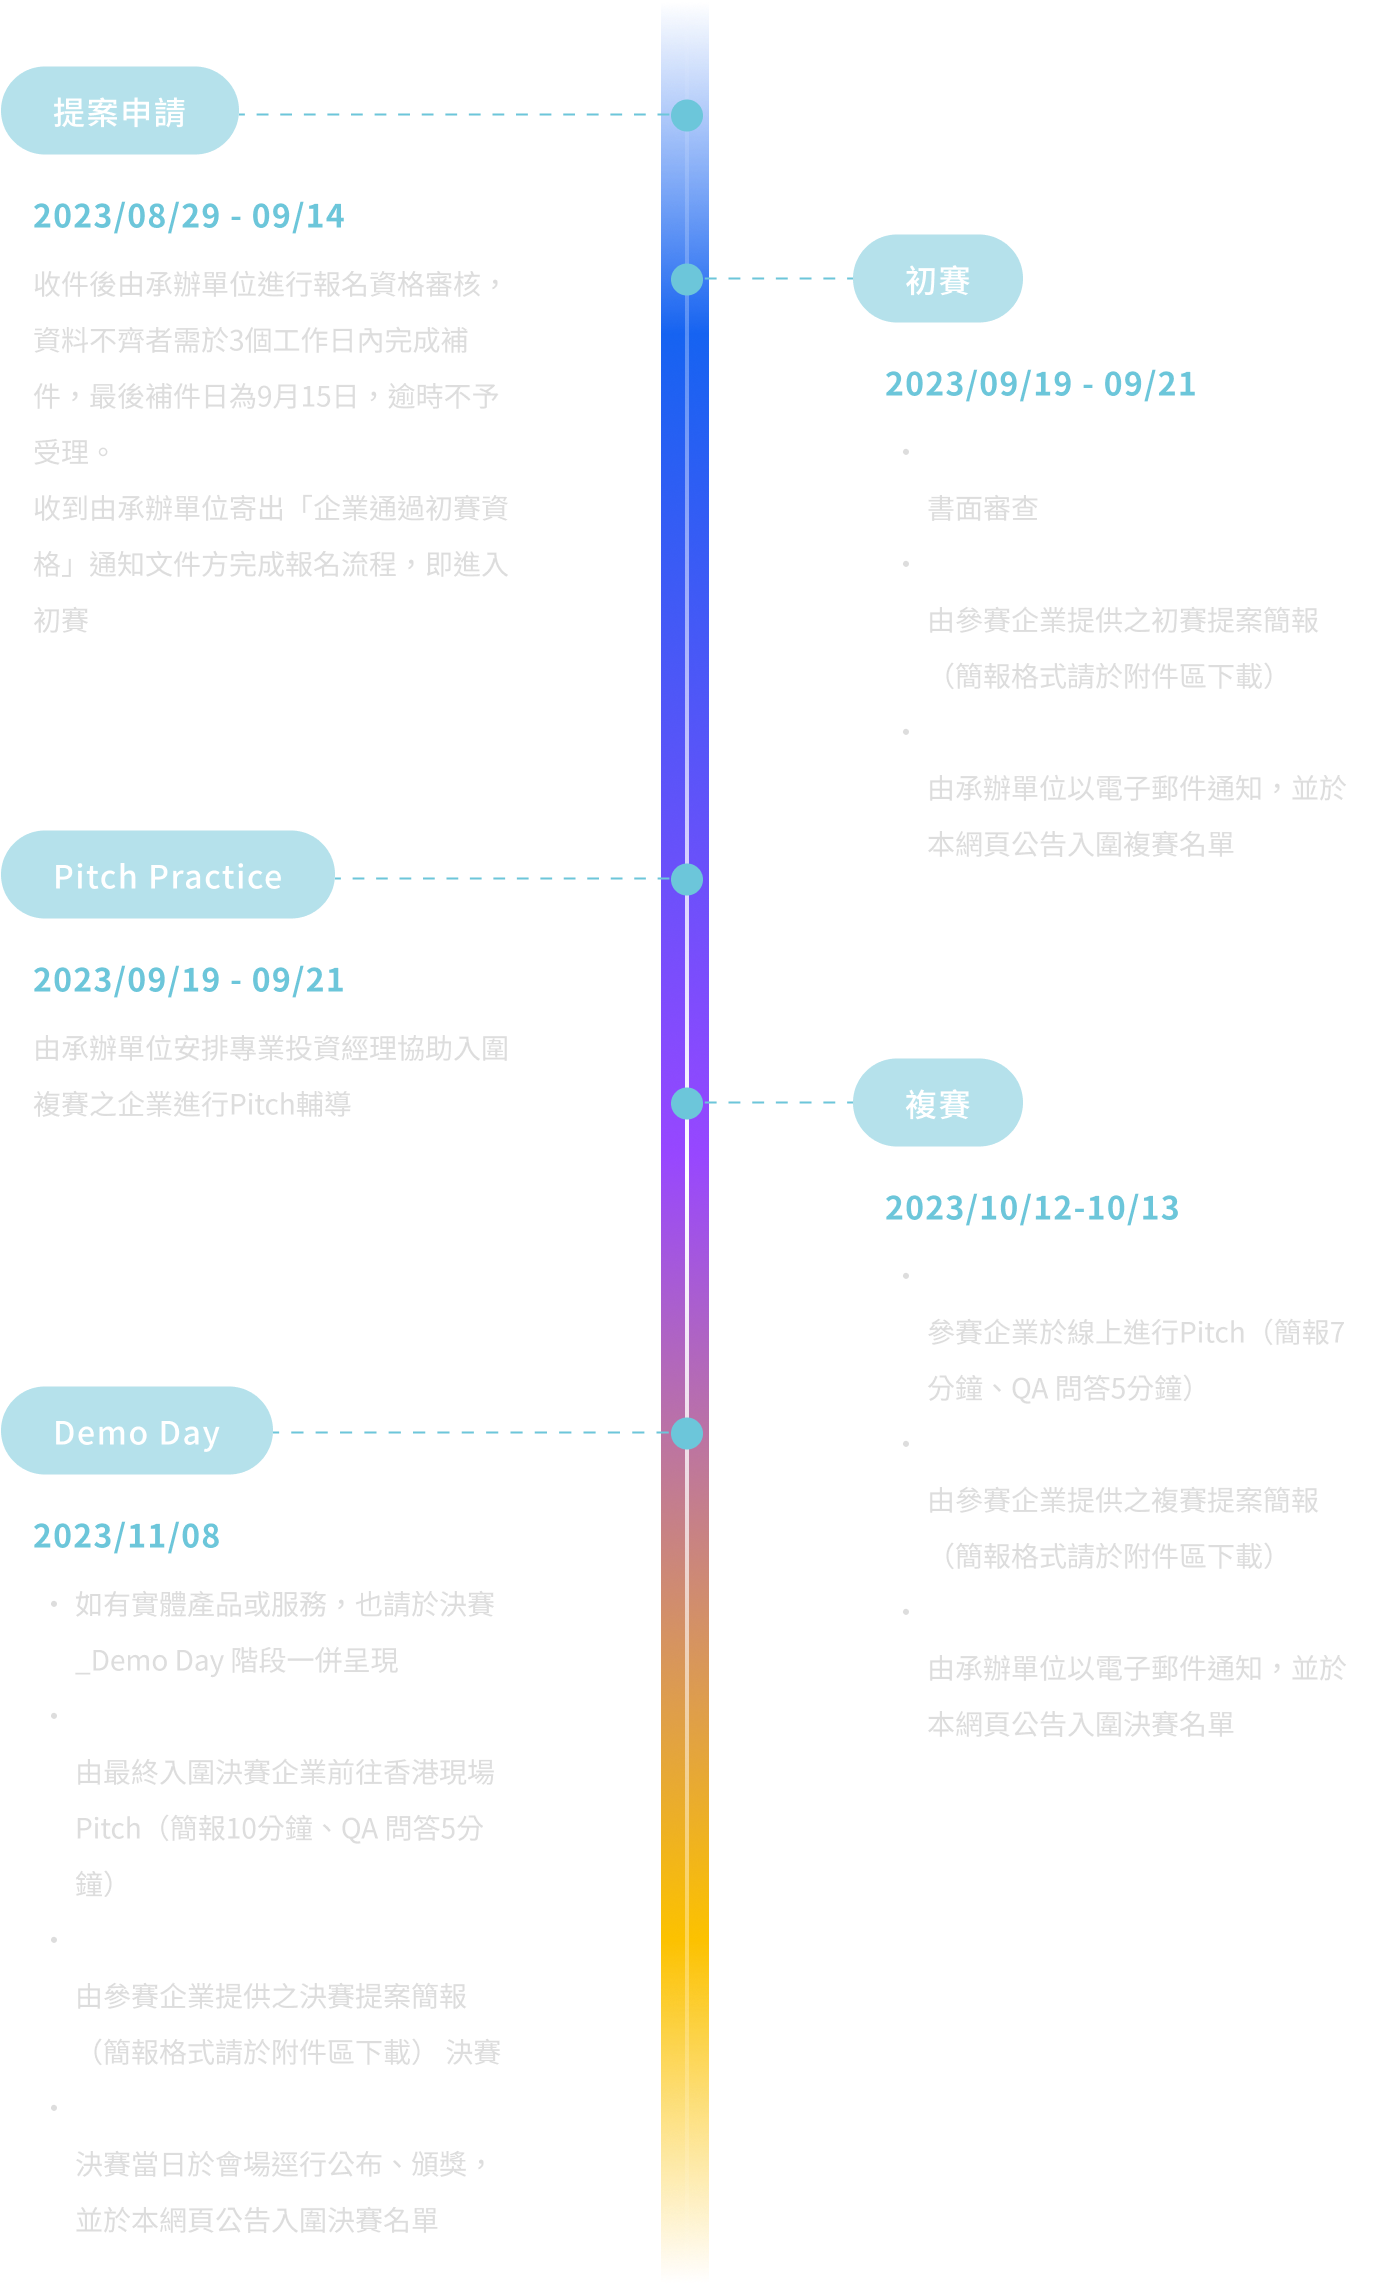 提案申請
2023/08/29 - 09/14
收件後由承辦單位進行報名資格審核，
資料不齊者需於3個工作日內完成補
件，最後補件日為9月15日，逾時不予
受理。
收到由承辦單位寄出「企業通過初賽資
格」通知文件方完成報名流程，即進入
初賽
初賽
2023/09/19 - 09/21
•
書面審查
•
由參賽企業提供之初賽提案簡報
（簡報格式請於附件區下載）
•
由承辦單位以電子郵件通知，並於
本網頁公告入圍複賽名單
Pitch Practice
2023/09/19 - 09/21
由承辦單位安排專業投資經理協助入圍
複賽之企業進行Pitch輔導
複賽
2023/10/12-10/13
•
參賽企業於線上進行Pitch（簡報7
分鐘、QA 問答5分鐘）
•
由參賽企業提供之複賽提案簡報
（簡報格式請於附件區下載）
•
由承辦單位以電子郵件通知，並於
本網頁公告入圍決賽名單
Demo Day
2023/11/08
• 如有實體產品或服務，也請於決賽
_Demo Day 階段一併呈現
•
由最終入圍決賽企業前往香港現場
Pitch（簡報10分鐘、QA 問答5分
鐘）
•
由參賽企業提供之決賽提案簡報
（簡報格式請於附件區下載） 決賽
•
決賽當日於會場逕行公布、頒獎，
並於本網頁公告入圍決賽名單